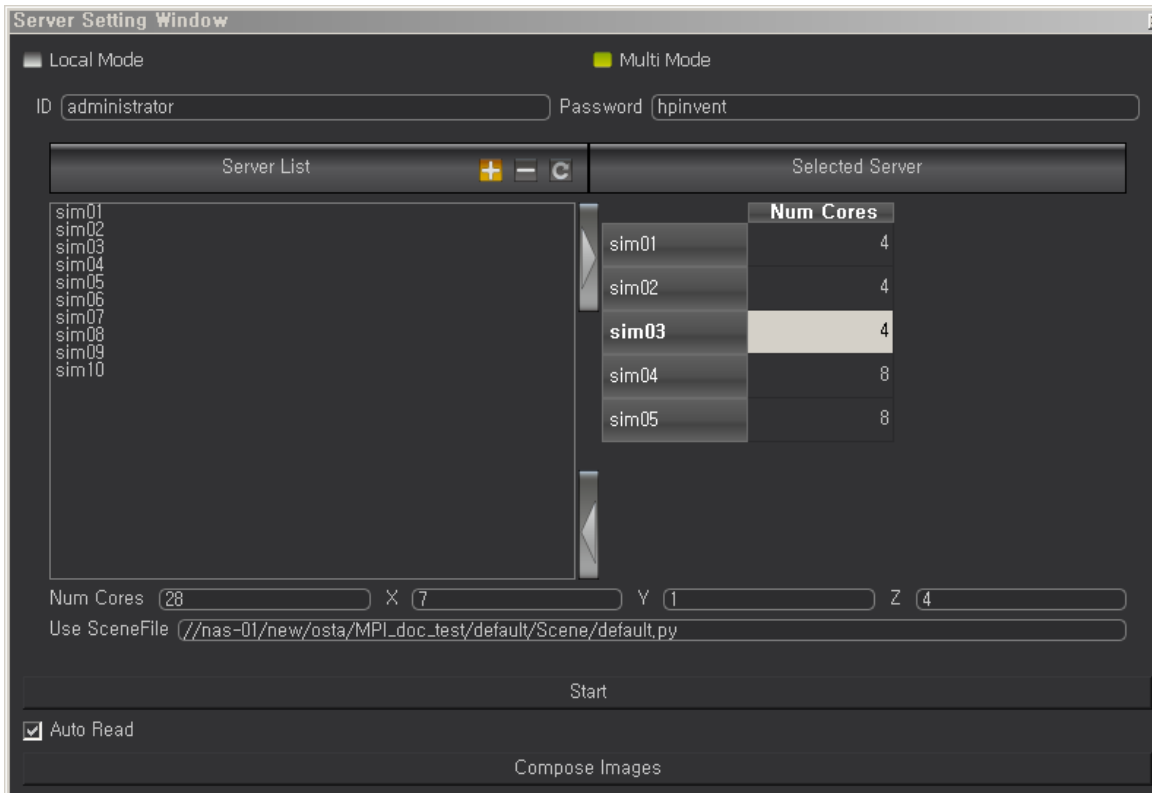 Server Setting Window
Local Mode
Multi Mode
ID administrator Password hpinvent
Server List
Selected Server
sim01
sim02
sim03
sim04
sim05
sim06
sim07
sim08
sim09
sim10
Num Cores
sim01 4
sim02 4
sim03 4
sim04 8
sim05 8
Num Cores 28 X 7 Y 1 Z 4
Use SceneFile //nas-01/new/osta/MPI_doc_test/default/Scene/default.py
Start
Auto Read
Compose Images